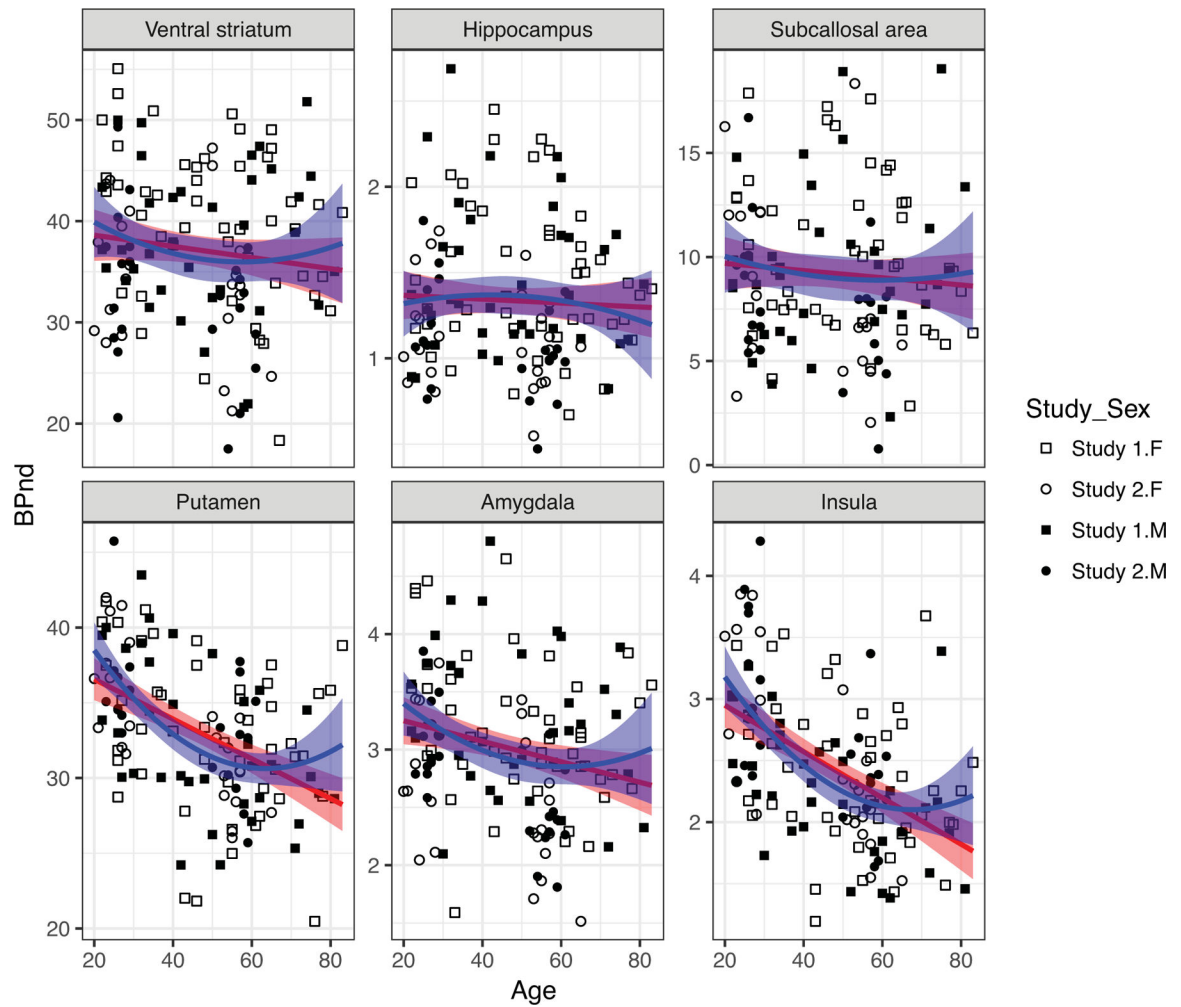 Ventral striatum
Hippocampus
Subcallosal area
50
40
30
20
2
1
15
10
5
0
Putamen
Amygdala
Insula
40
30
20
4
3
2
4
3
2
20 40 60 80
20 40 60 80
20 40 60 80
BPnd
Age
Study_Sex
Study 1.F
Study 2.F
Study 1.M
Study 2.M